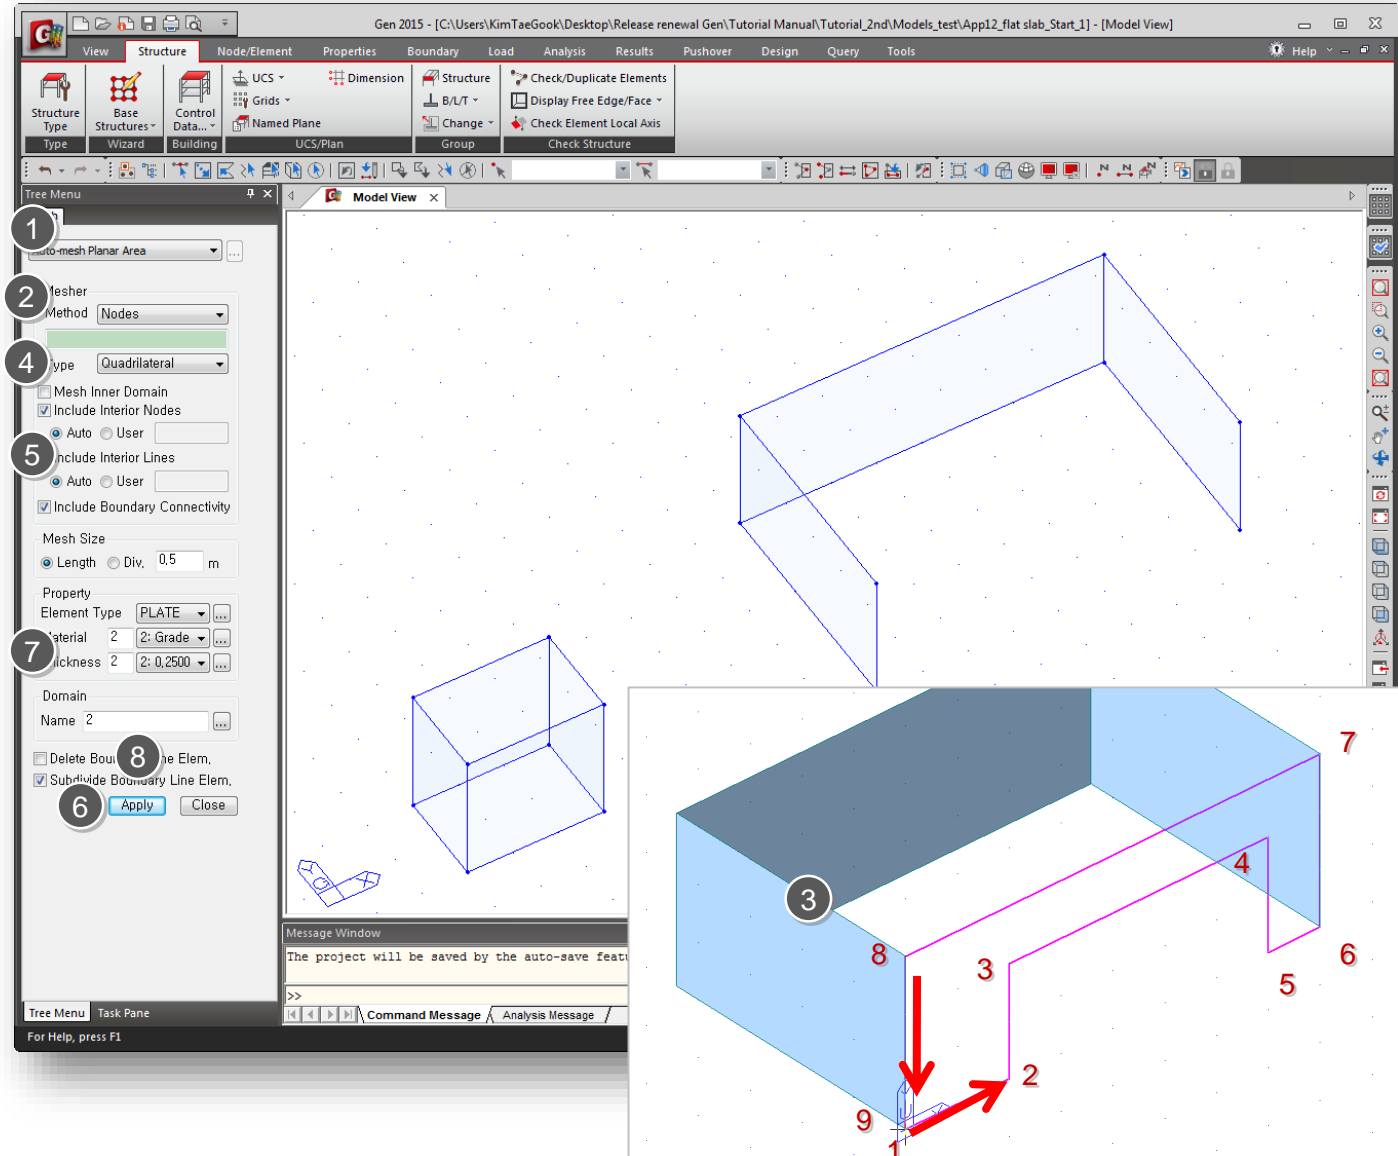 Gen 2015 - [C:\Users\KimTaeGook\Desktop\Release renewal Gen\Tutorial Manual\Tutorial_2nd\Models_test\App12_flat slab_Start_1] - [Model View]
View Structure Node/Element Properties Boundary Load Analysis Results Pushover Design Query Tools Help
Structure Type
Base Structures
Control Data...
UCS
Grids
Named Plane
Dimension
Structure
B/L/T
Change
Check/Duplicate Elements
Display Free Edge/Face
Check Element Local Axis
Type Wizard Building UCS/Plan Group Check Structure
Tree Menu
Model View
1
Auto-mesh Planar Area
2
Mesher
Method Nodes
4
Type Quadrilateral
Mesh Inner Domain
Include Interior Nodes
Auto User
5
Include Interior Lines
Auto User
Include Boundary Connectivity
Mesh Size
Length Div. 0.5 m
Property
Element Type PLATE ...
Material 2 2: Grade ...
7
Thickness 2 2: 0.2500 ...
Domain
Name 2 ...
8
Delete Boundary Line Elem.
Subdivide Boundary Line Elem.
6
Apply Close
Y
G
X
Message Window
The project will be saved by the auto-save featu
>>
Command Message Analysis Message
Tree Menu Task Pane
For Help, press F1
7
4
3
8
3
6
5
2
9
1